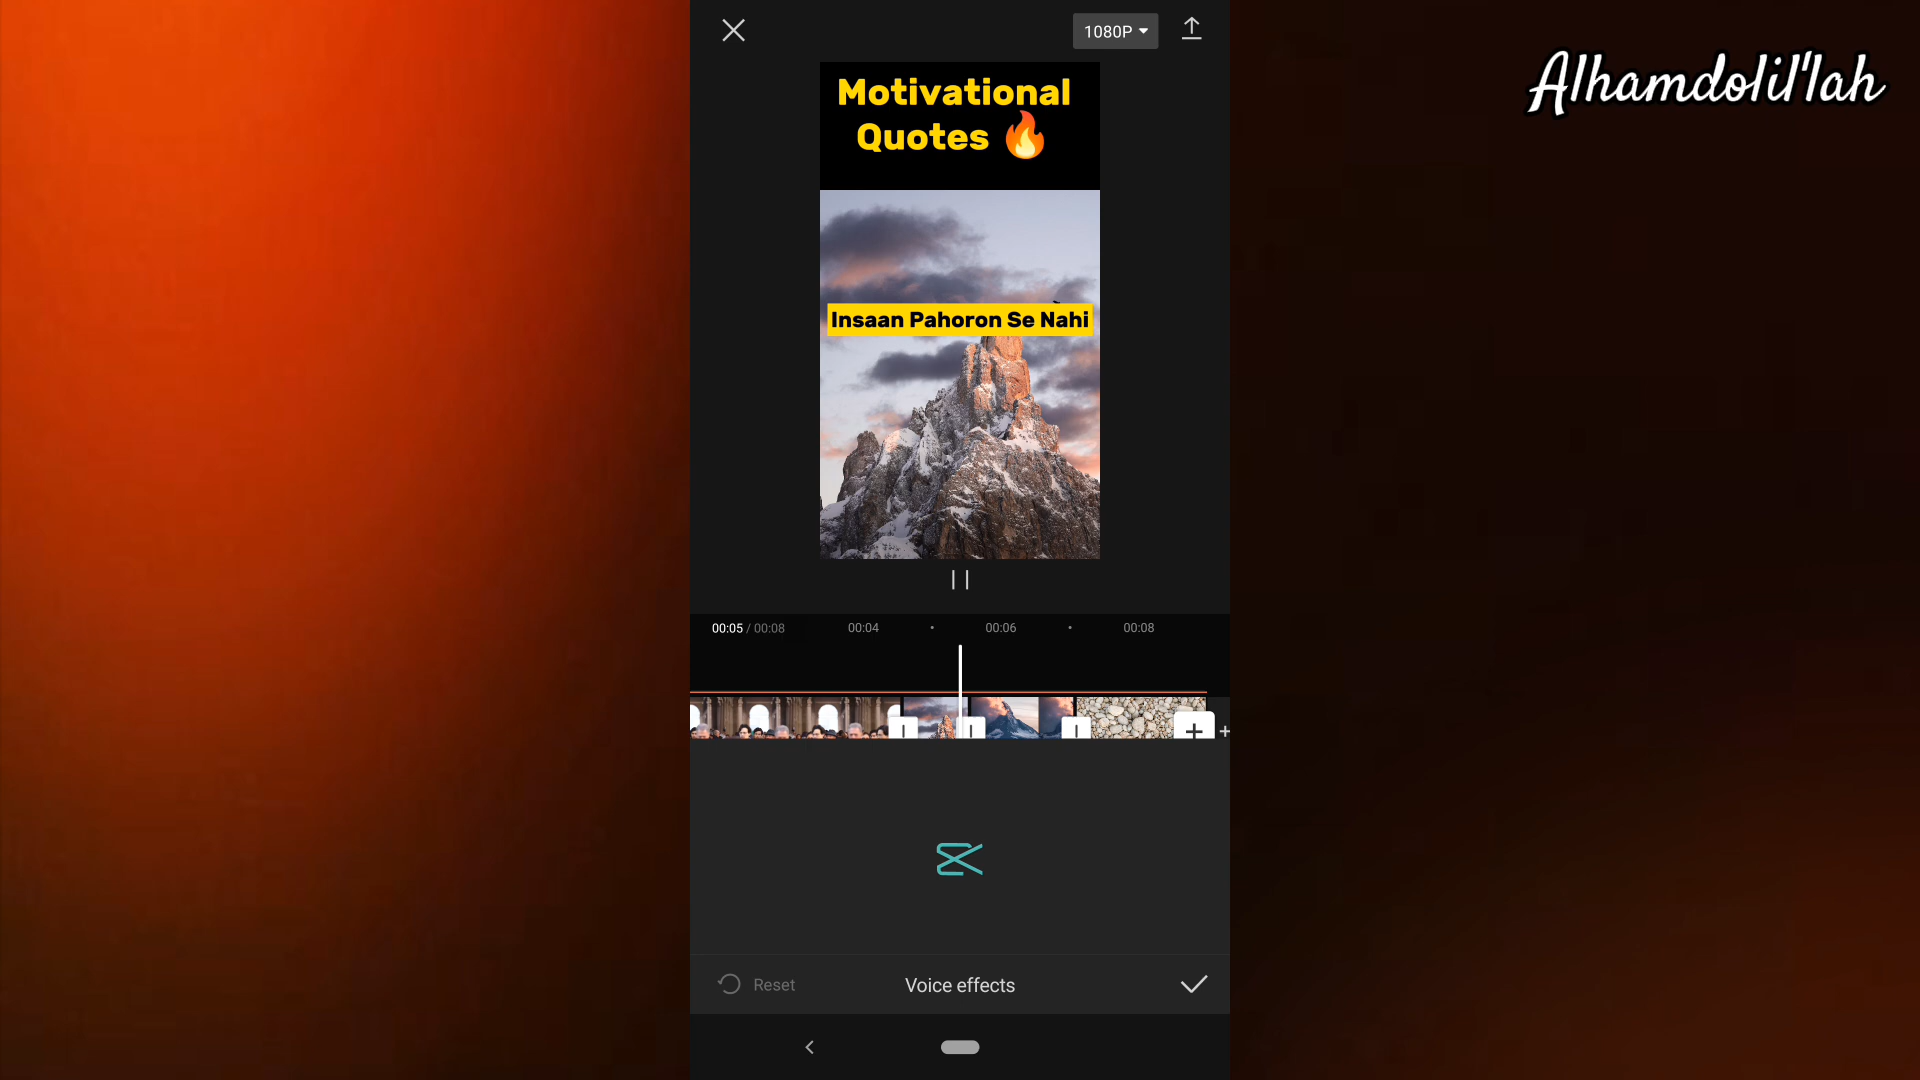 1080P
Alhamdolil'lah
Motivational
Quotes 🔥
Insaan Pahoron Se Nahi
00:05 / 00:08 00:04 00:06 00:08
Reset Voice effects